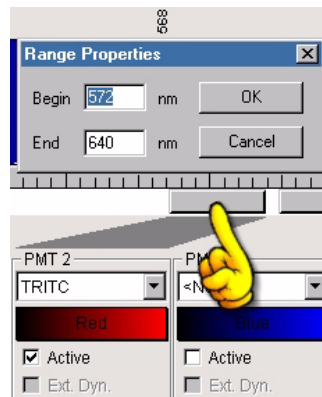 568
Range Properties
Begin 572 nm OK
End 640 nm Cancel
PMT 2
TRITC
Red Blue
Active Active
Ext. Dyn. Ext. Dyn.